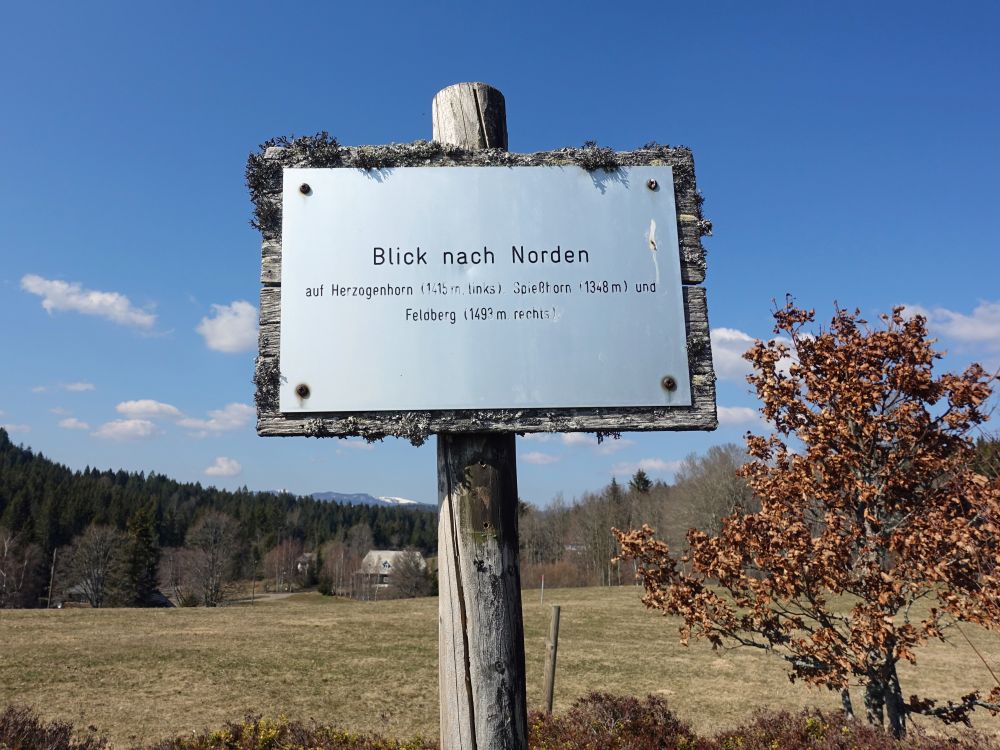 Blick nach Norden
auf Herzogenhorn (1415 m, links), Spießhorn (1348 m) und
Feldberg (1493 m, rechts)